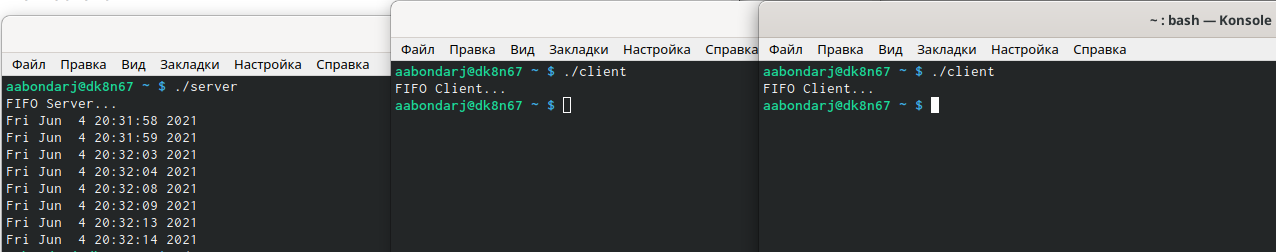 ~ : bash — Konsole
Файл Правка Вид Закладки Настройка Справка
aabondarj@dk8n67 ~ $ ./server
FIFO Server...
Fri Jun  4 20:31:58 2021
Fri Jun  4 20:31:59 2021
Fri Jun  4 20:32:03 2021
Fri Jun  4 20:32:04 2021
Fri Jun  4 20:32:08 2021
Fri Jun  4 20:32:09 2021
Fri Jun  4 20:32:13 2021
Fri Jun  4 20:32:14 2021
Файл Правка Вид Закладки Настройка Справка
aabondarj@dk8n67 ~ $ ./client
FIFO Client...
aabondarj@dk8n67 ~ $
Файл Правка Вид Закладки Настройка Справка
aabondarj@dk8n67 ~ $ ./client
FIFO Client...
aabondarj@dk8n67 ~ $